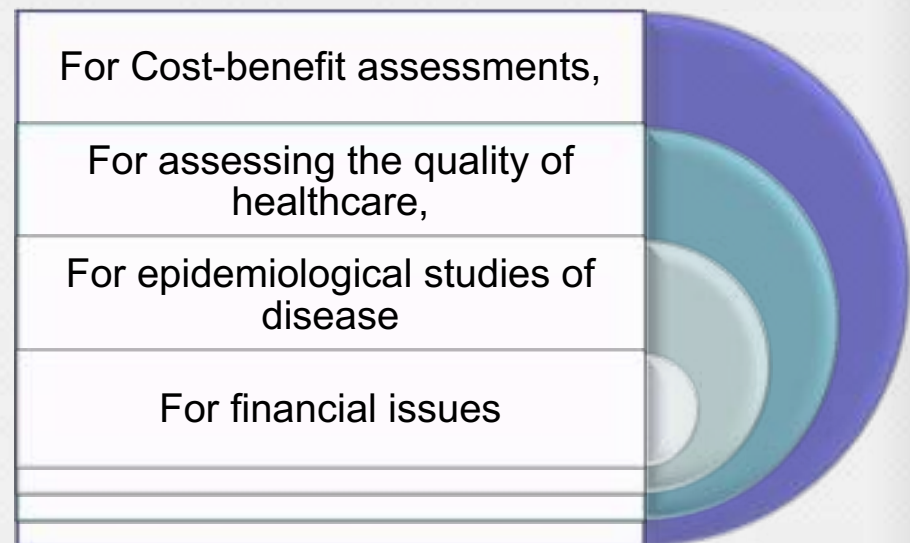 For Cost-benefit assessments,
For assessing the quality of
healthcare,
For epidemiological studies of
disease
For financial issues